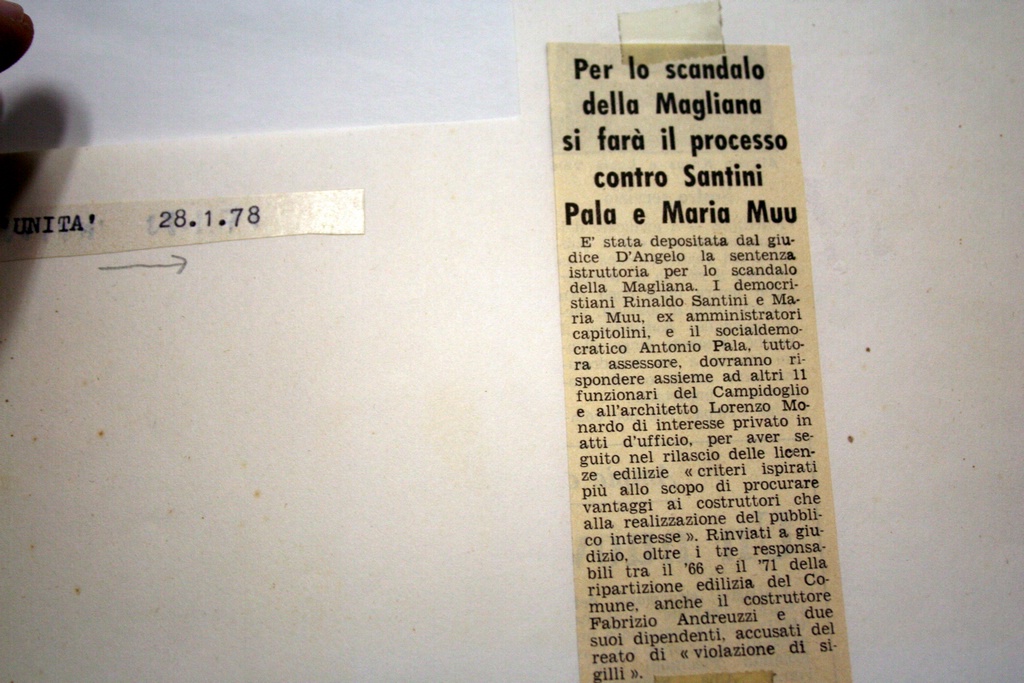 'UNITA' 28.1.78
Per lo scandalo
della Magliana
si farà il processo
contro Santini
Pala e Maria Muu
E' stata depositata dal giu-
dice D'Angelo la sentenza
istruttoria per lo scandalo
della Magliana. I democri-
stiani Rinaldo Santini e Ma-
ria Muu, ex amministratori
capitolini, e il socialdemo-
cratico Antonio Pala, tutto-
ra assessore, dovranno ri-
spondere assieme ad altri 11
funzionari del Campidoglio
e all'architetto Lorenzo Mo-
nardo di interesse privato in
atti d'ufficio, per aver se-
guito nel rilascio delle licen-
ze edilizie « criteri ispirati
più allo scopo di procurare
vantaggi ai costruttori che
alla realizzazione del pubbli-
co interesse ». Rinviati a giu-
dizio, oltre i tre responsa-
bili tra il '66 e il '71 della
ripartizione edilizia del Co-
mune, anche il costruttore
Fabrizio Andreuzzi e due
suoi dipendenti, accusati del
reato di « violazione di si-
gilli ».